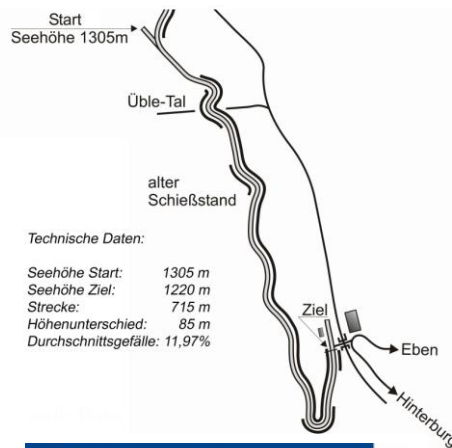 Start
Seehöhe 1305m
Üble-Tal
alter
Schießstand
Technische Daten:
Seehöhe Start: 1305 m
Seehöhe Ziel: 1220 m
Strecke: 715 m
Höhenunterschied: 85 m
Durchschnittsgefälle: 11,97%
Ziel
Eben
Hinterburg